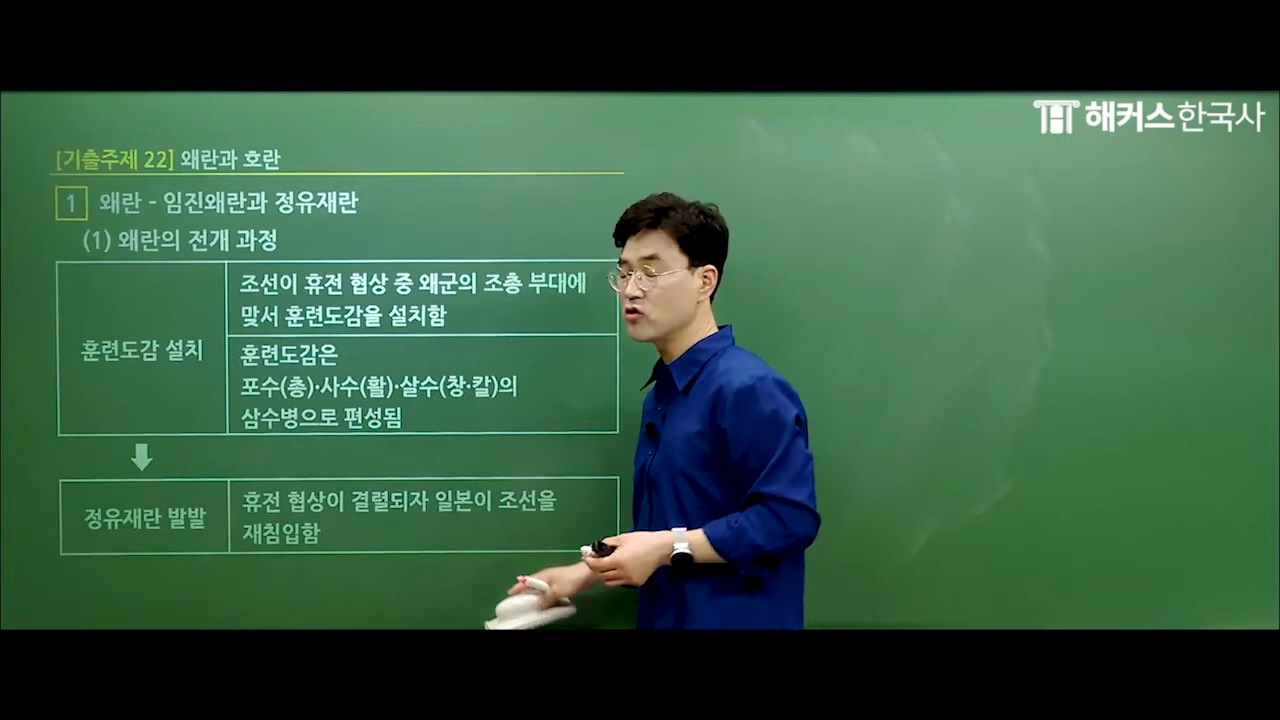 해커스한국사
[기출주제 22] 왜란과 호란
1 왜란 - 임진왜란과 정유재란
(1) 왜란의 전개 과정
훈련도감 설치
조선이 휴전 협상 중 왜군의 조총 부대에
맞서 훈련도감을 설치함
훈련도감은
포수(총)·사수(활)·살수(창·칼)의
삼수병으로 편성됨
정유재란 발발
휴전 협상이 결렬되자 일본이 조선을
재침입함